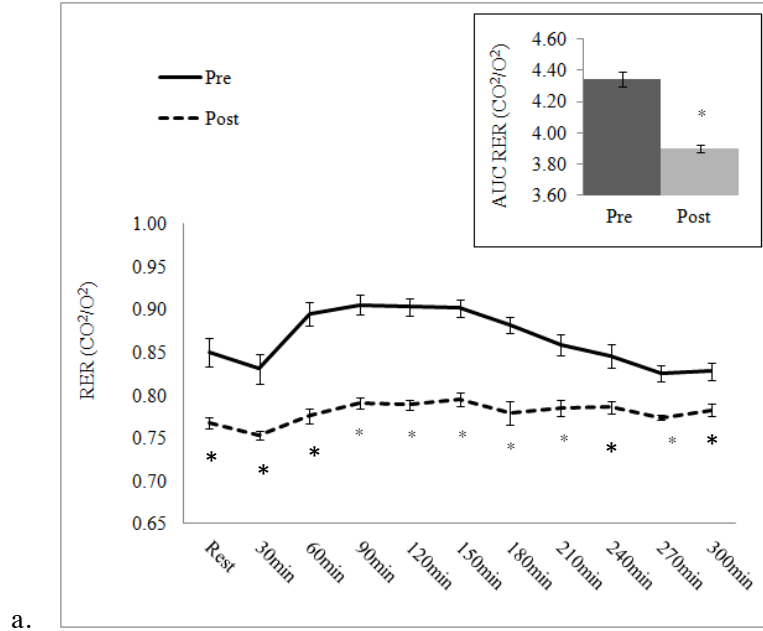 Pre
Post
4.60
4.40
4.20
4.00
3.80
3.60
AUC RER (CO²/O²)
*
Pre Post
1.00
0.95
0.90
0.85
0.80
0.75
0.70
0.65
RER (CO²/O²)
* * * * * * * * * * *
Rest 30min 60min 90min 120min 150min 180min 210min 240min 270min 300min
a.